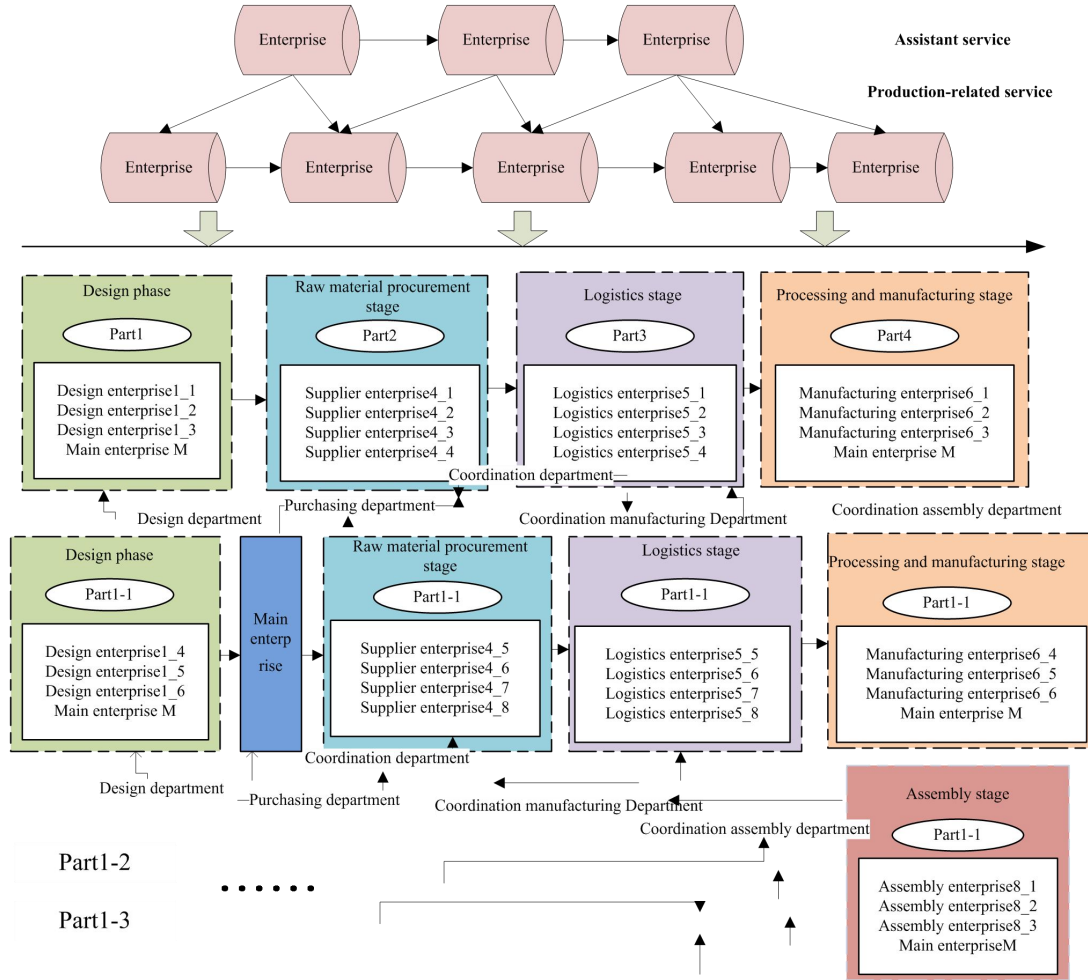 Enterprise
Enterprise
Enterprise
Assistant service
Production-related service
Enterprise
Enterprise
Enterprise
Enterprise
Enterprise
Design phase
Part1
Design enterprise1_1
Design enterprise1_2
Design enterprise1_3
Main enterprise M
Raw material procurement
stage
Part2
Supplier enterprise4_1
Supplier enterprise4_2
Supplier enterprise4_3
Supplier enterprise4_4
Logistics stage
Part3
Logistics enterprise5_1
Logistics enterprise5_2
Logistics enterprise5_3
Logistics enterprise5_4
Processing and manufacturing stage
Part4
Manufacturing enterprise6_1
Manufacturing enterprise6_2
Manufacturing enterprise6_3
Main enterprise M
Coordination department
Purchasing department
Design department
Coordination manufacturing Department
Coordination assembly department
Design phase
Part1-1
Design enterprise1_4
Design enterprise1_5
Design enterprise1_6
Main enterprise M
Main
enterp
rise
Raw material procurement
stage
Part1-1
Supplier enterprise4_5
Supplier enterprise4_6
Supplier enterprise4_7
Supplier enterprise4_8
Logistics stage
Part1-1
Logistics enterprise5_5
Logistics enterprise5_6
Logistics enterprise5_7
Logistics enterprise5_8
Processing and manufacturing stage
Part1-1
Manufacturing enterprise6_4
Manufacturing enterprise6_5
Manufacturing enterprise6_6
Main enterprise M
Coordination department
Design department
Purchasing department
Coordination manufacturing Department
Coordination assembly department
Assembly stage
Part1-1
Assembly enterprise8_1
Assembly enterprise8_2
Assembly enterprise8_3
Main enterpriseM
Part1-2
......
Part1-3